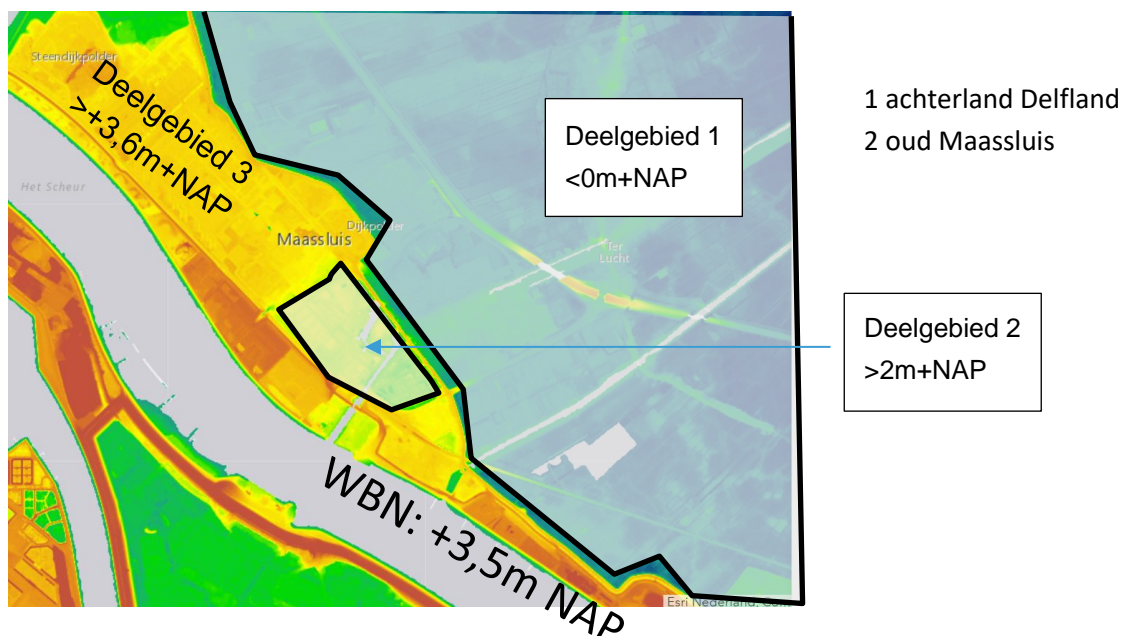 Steendijkpolder
Deelgebied 3
>+3,6m+NAP
Het Scheur
Maassluis
Dijkpolder
Deelgebied 1
<0m+NAP
Ter
Lucht
1 achterland Delfland
2 oud Maassluis
Deelgebied 2
>2m+NAP
WBN: +3,5m NAP
Esri Nederland,